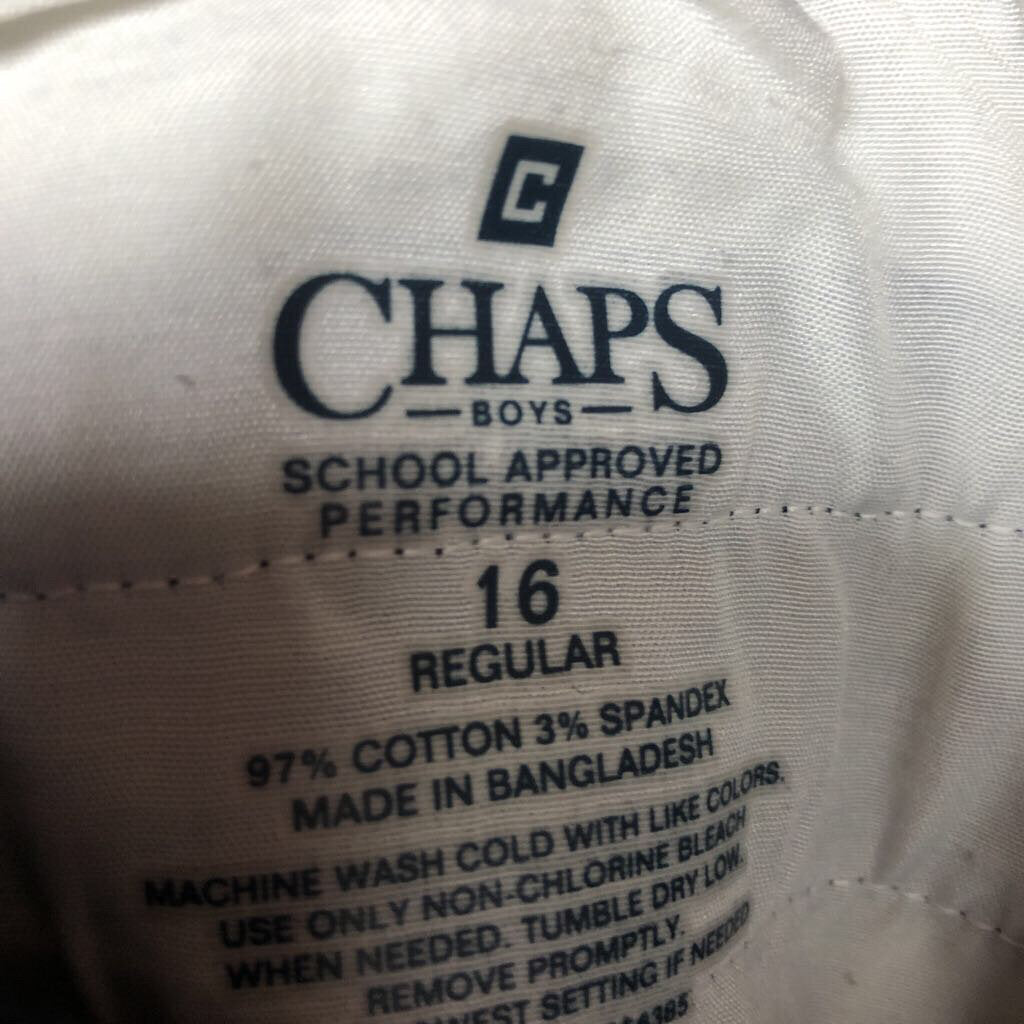 C
CHAPS
BOYS
SCHOOL APPROVED
PERFORMANCE
16
REGULAR
97% COTTON 3% SPANDEX
MADE IN BANGLADESH
MACHINE WASH COLD WITH LIKE COLORS.
USE ONLY NON-CHLORINE BLEACH
WHEN NEEDED. TUMBLE DRY LOW.
REMOVE PROMPTLY.
SETTING IF NEEDED